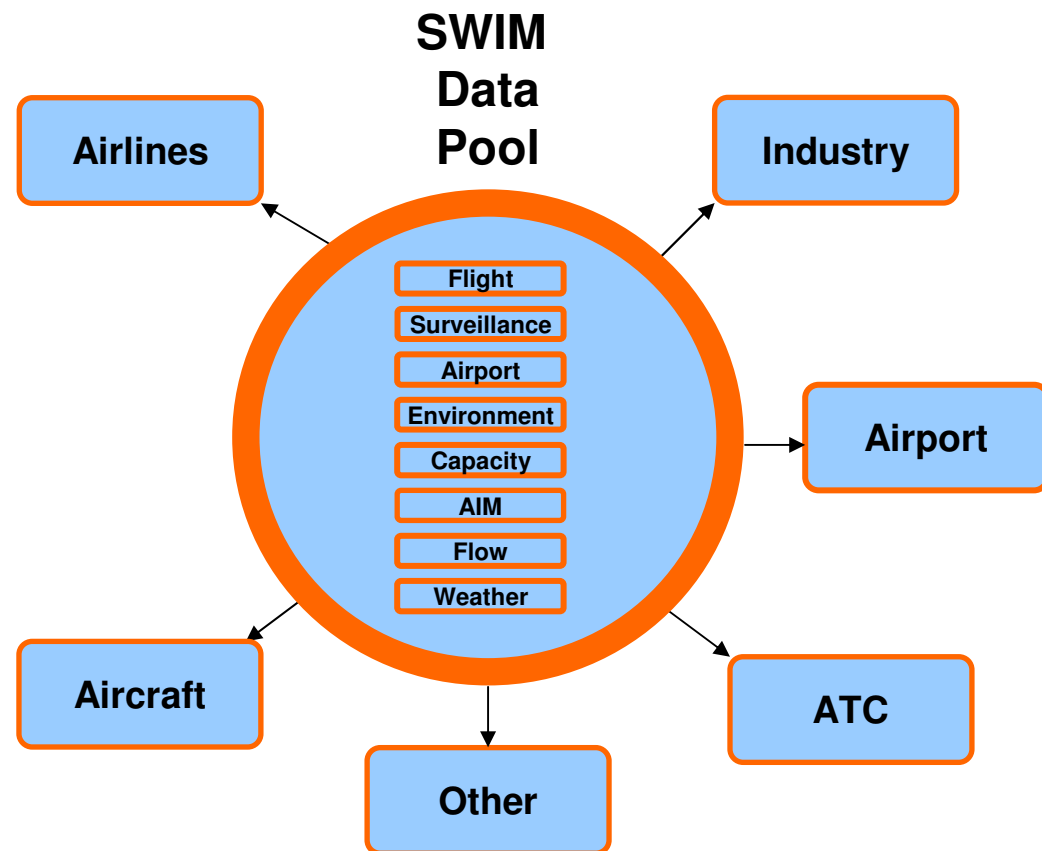 SWIM
Data
Pool
Airlines
Industry
Flight
Surveillance
Airport
Environment
Capacity
AIM
Flow
Weather
Airport
Aircraft
ATC
Other